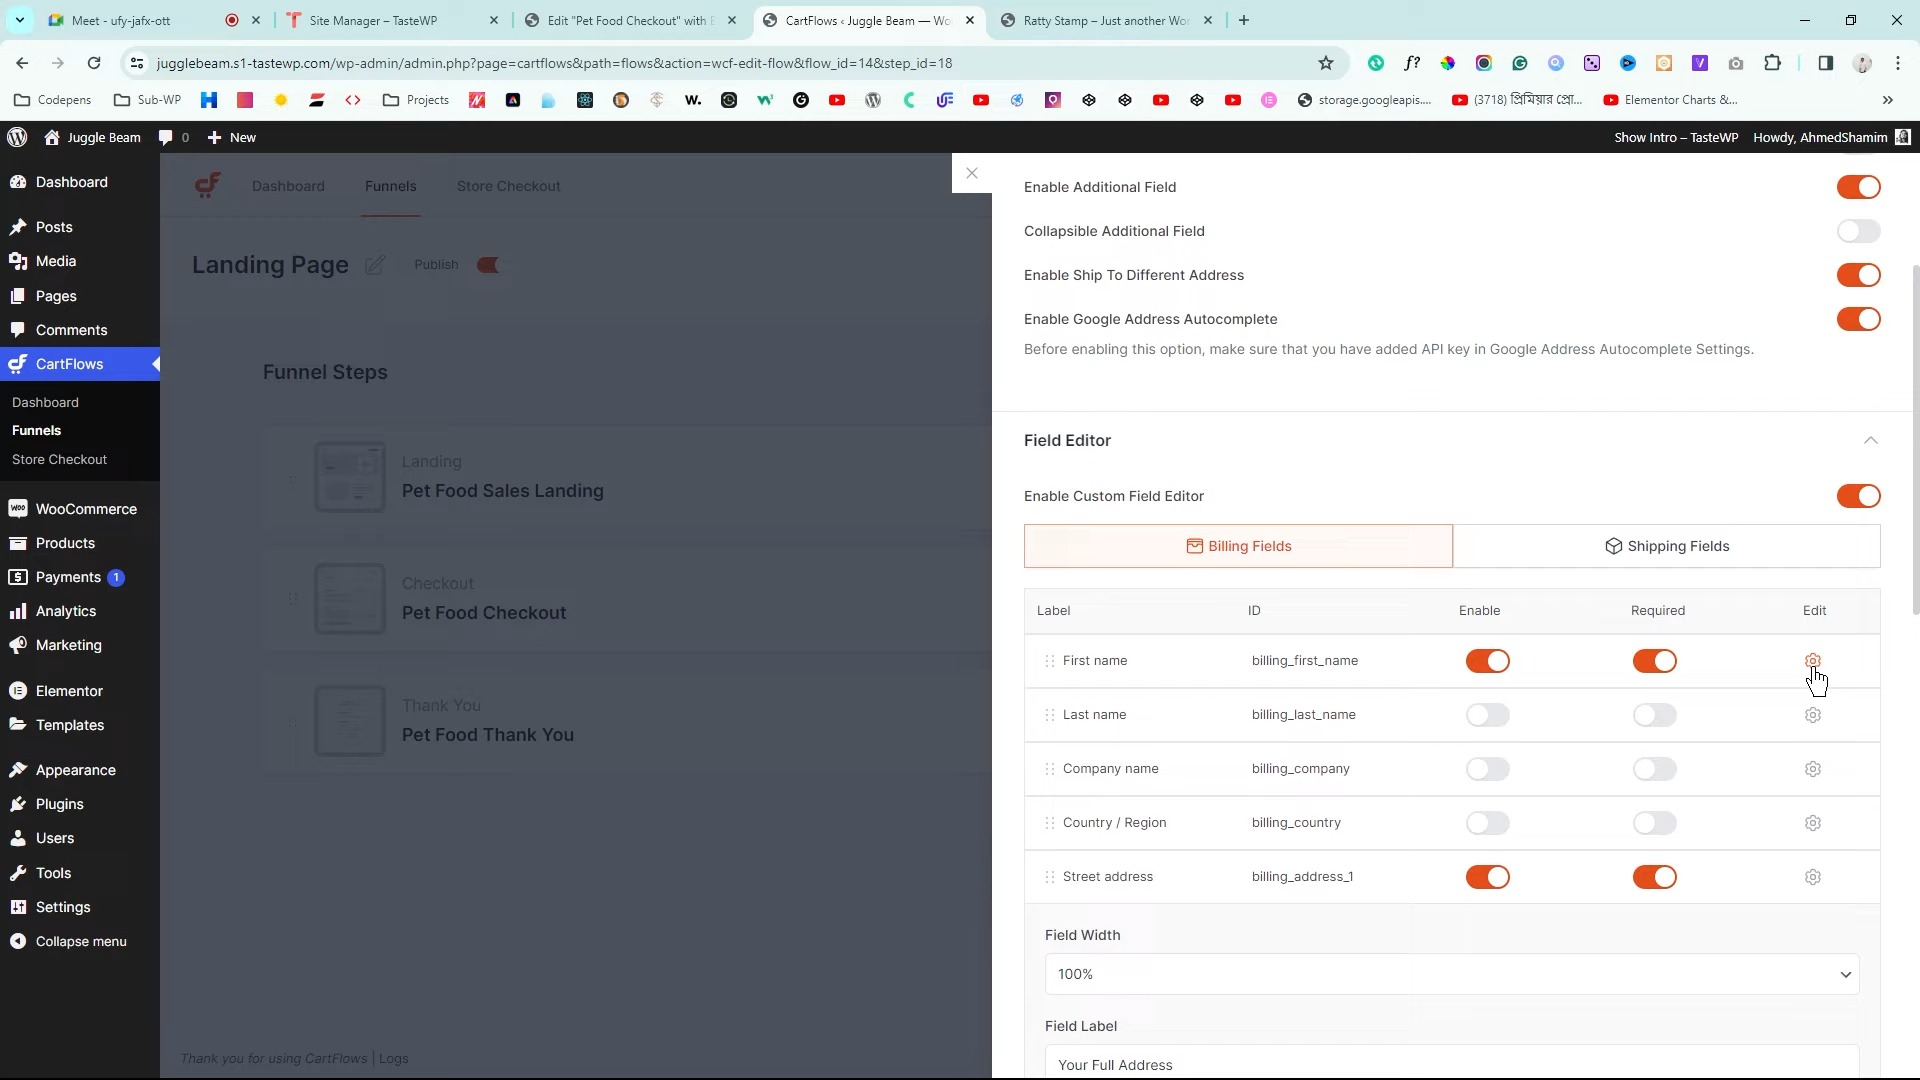 Meet - ufy-jafx-ott
Site Manager – TasteWP
Edit "Pet Food Checkout" with E
CartFlows ‹ Juggle Beam — Wo
Ratty Stamp – Just another Wor
jugglebeam.s1-tastewp.com/wp-admin/admin.php?page=cartflows&path=flows&action=wcf-edit-flow&flow_id=14&step_id=18
Codepens
Sub-WP
Projects
storage.googleapis....
(3718) প্রিমিয়ার প্রো...
Elementor Charts &...
Juggle Beam
0
New
Show Intro – TasteWP
Howdy, AhmedShamim
Dashboard
Posts
Media
Pages
Comments
CartFlows
Dashboard
Funnels
Store Checkout
WooCommerce
Products
Payments 1
Analytics
Marketing
Elementor
Templates
Appearance
Plugins
Users
Tools
Settings
Collapse menu
Dashboard
Funnels
Store Checkout
Landing Page
Publish
Funnel Steps
Landing
Pet Food Sales Landing
Checkout
Pet Food Checkout
Thank You
Pet Food Thank You
Thank you for using CartFlows | Logs
Enable Additional Field
Collapsible Additional Field
Enable Ship To Different Address
Enable Google Address Autocomplete
Before enabling this option, make sure that you have added API key in Google Address Autocomplete Settings.
Field Editor
Enable Custom Field Editor
Billing Fields
Shipping Fields
Label ID Enable Required Edit
First name billing_first_name
Last name billing_last_name
Company name billing_company
Country / Region billing_country
Street address billing_address_1
Field Width
100%
Field Label
Your Full Address